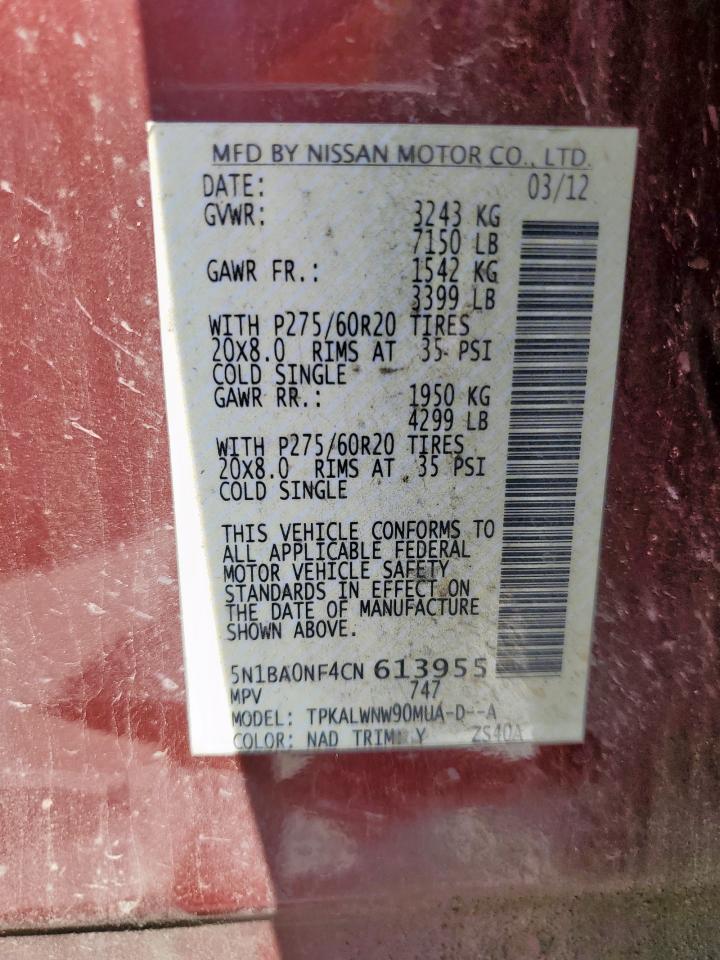 MFD BY NISSAN MOTOR CO., LTD.
DATE: 03/12
GVWR: 3243 KG
7150 LB
GAWR FR.: 1542 KG
3399 LB
WITH P275/60R20 TIRES
20X8.0 RIMS AT 35 PSI
COLD SINGLE
GAWR RR.: 1950 KG
4299 LB
WITH P275/60R20 TIRES
20X8.0 RIMS AT 35 PSI
COLD SINGLE
THIS VEHICLE CONFORMS TO
ALL APPLICABLE FEDERAL
MOTOR VEHICLE SAFETY
STANDARDS IN EFFECT ON
THE DATE OF MANUFACTURE
SHOWN ABOVE.
5N1BA0NF4CN 613955
MPV 747
MODEL: TPKALWNW90MUA-D--A
COLOR: NAD TRIM: Y ZS40A